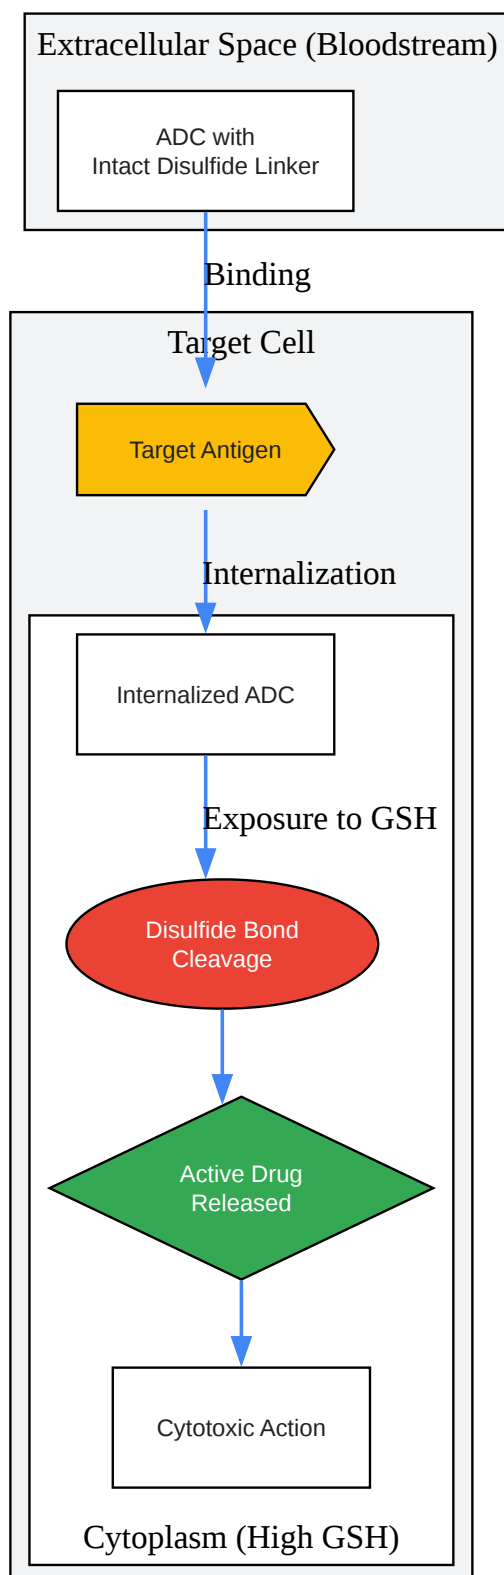 Extracellular Space (Bloodstream)
ADC with
Intact Disulfide Linker
Binding
Target Cell
Target Antigen
Internalization
Internalized ADC
Exposure to GSH
Disulfide Bond
Cleavage
Active Drug
Released
Cytotoxic Action
Cytoplasm (High GSH)